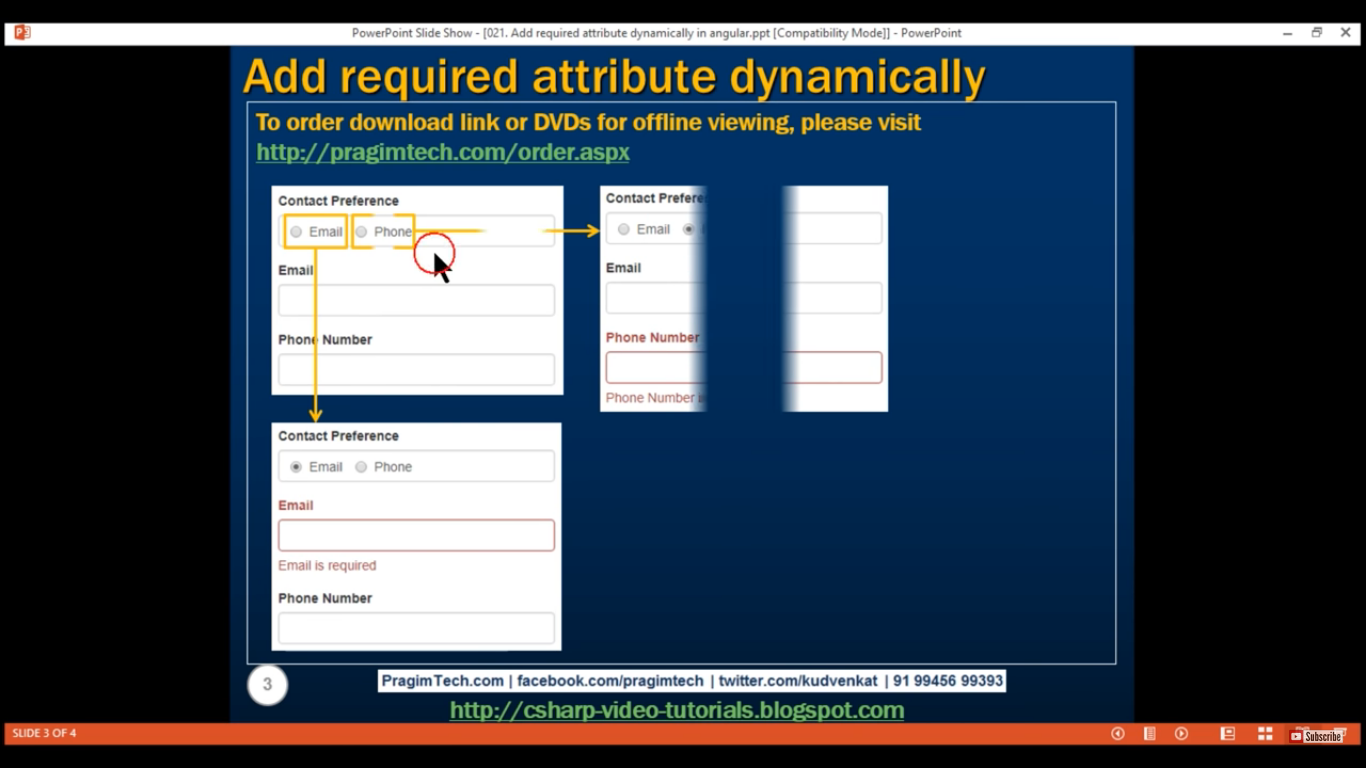 PowerPoint Slide Show - [021. Add required attribute dynamically in angular.ppt [Compatibility Mode]] - PowerPoint
Add required attribute dynamically
To order download link or DVDs for offline viewing, please visit
http://pragimtech.com/order.aspx
Contact Preference
Email Phone
Email
Phone Number
Contact
Email
Email
Phone Number
Phone Number
Contact Preference
Email Phone
Email
Email is required
Phone Number
3
PragimTech.com | facebook.com/pragimtech | twitter.com/kudvenkat | 91 99456 99393
http://csharp-video-tutorials.blogspot.com
SLIDE 3 OF 4
Subscribe